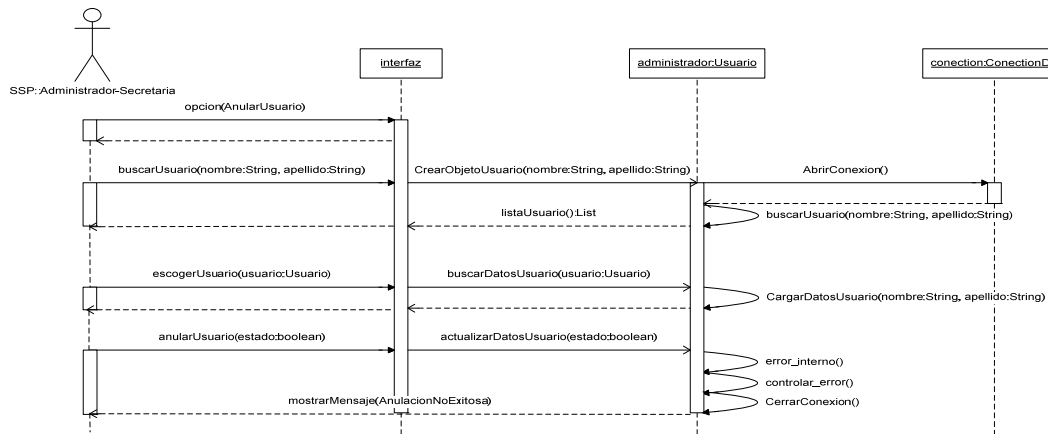 interfaz
administrador:Usuario
conection:ConectionD
SSP::Administrador-Secretaria
opcion(AnularUsuario)
buscarUsuario(nombre:String, apellido:String)
CrearObjetoUsuario(nombre:String, apellido:String)
AbrirConexion()
listaUsuario():List
buscarUsuario(nombre:String, apellido:String)
escogerUsuario(usuario:Usuario)
buscarDatosUsuario(usuario:Usuario)
CargarDatosUsuario(nombre:String, apellido:String)
anularUsuario(estado:boolean)
actualizarDatosUsuario(estado:boolean)
error_interno()
controlar_error()
mostrarMensaje(AnulacionNoExitosa)
CerrarConexion()